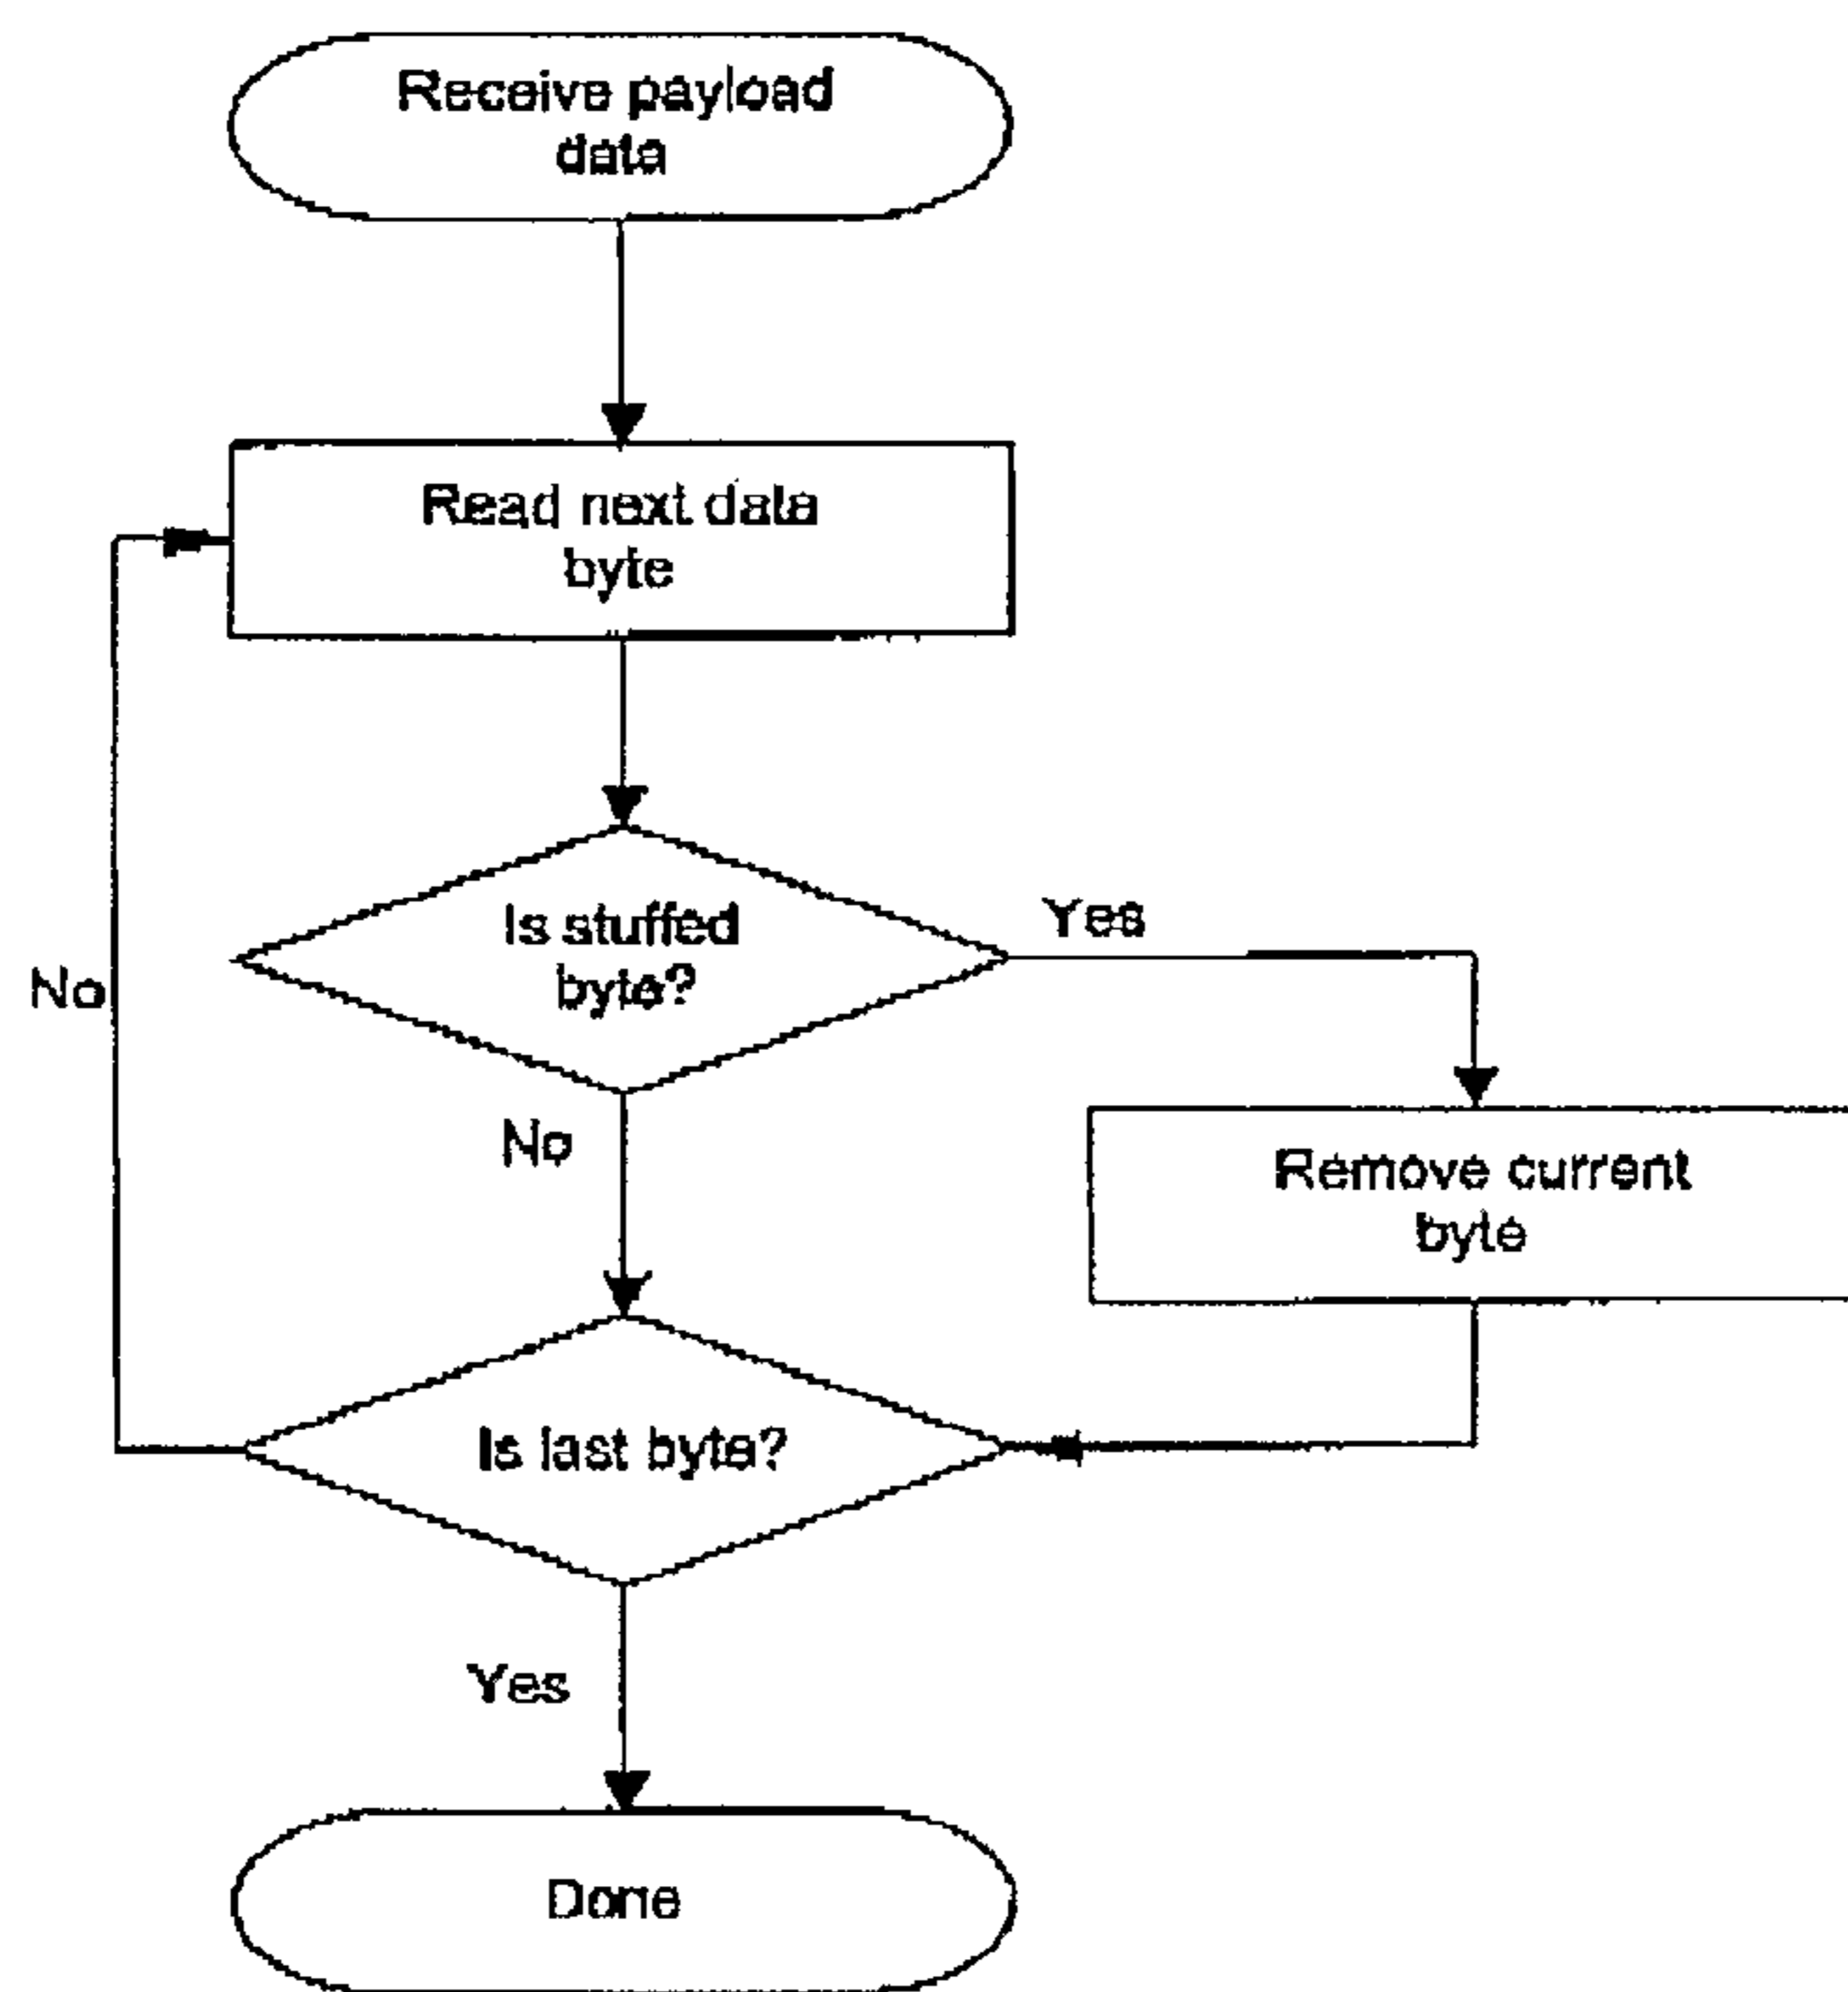 Receive payload
data
Read next data
byte
Is stuffed
byte?
Yes
No
No
Remove current
byte
Is last byte?
Yes
Done